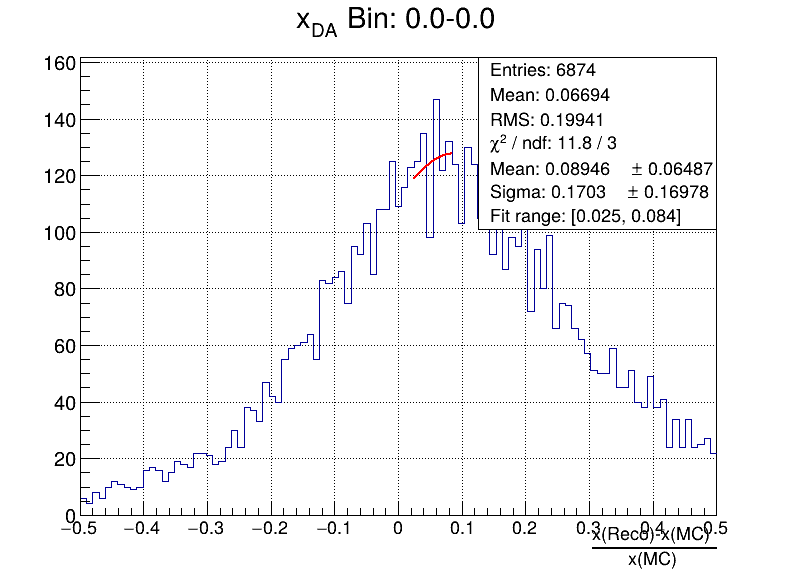 x_DA Bin: 0.0-0.0
Entries: 6874
Mean: 0.06694
RMS: 0.19941
χ² / ndf: 11.8 / 3
Mean: 0.08946 ± 0.06487
Sigma: 0.1703 ± 0.16978
Fit range: [0.025, 0.084]
160
140
120
100
80
60
40
20
0
−0.5 −0.4 −0.3 −0.2 −0.1 0 0.1 0.2 0.3 0.4 0.5
x(Reco)-x(MC)
x(MC)